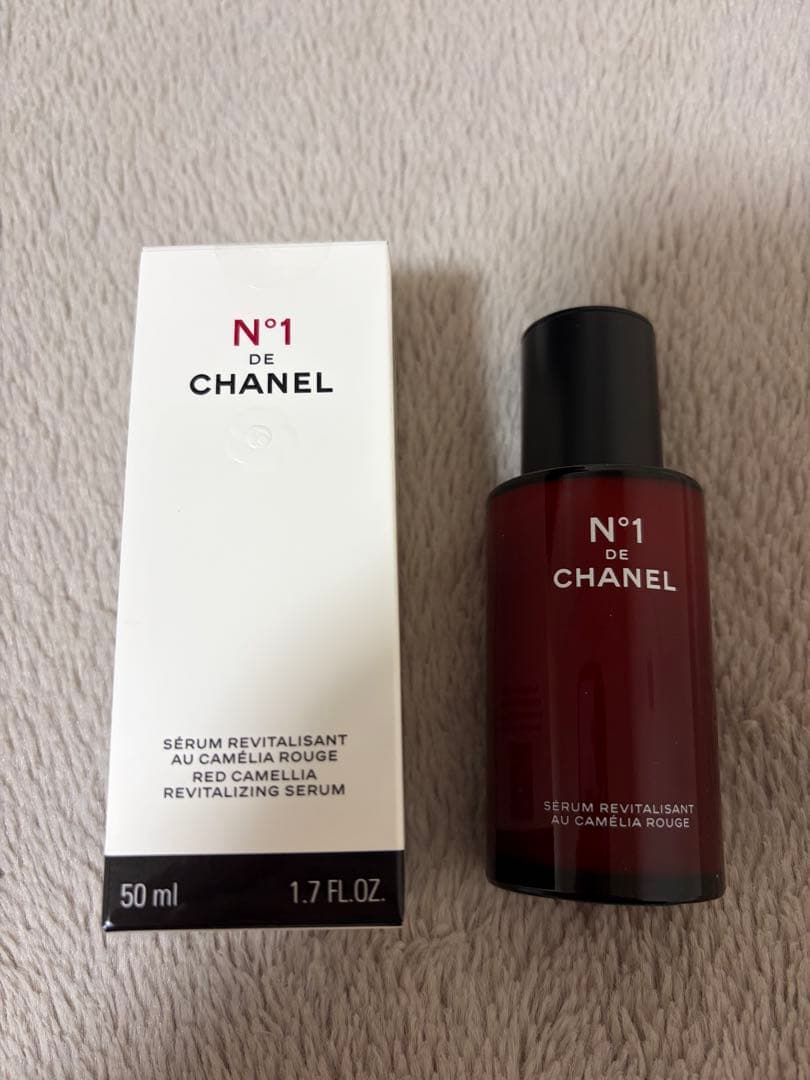 N°1
DE
CHANEL
SÉRUM REVITALISANT
AU CAMÉLIA ROUGE
RED CAMELLIA
REVITALIZING SERUM
50 ml 1.7 FL.OZ.
N°1
DE
CHANEL
SÉRUM REVITALISANT
AU CAMÉLIA ROUGE